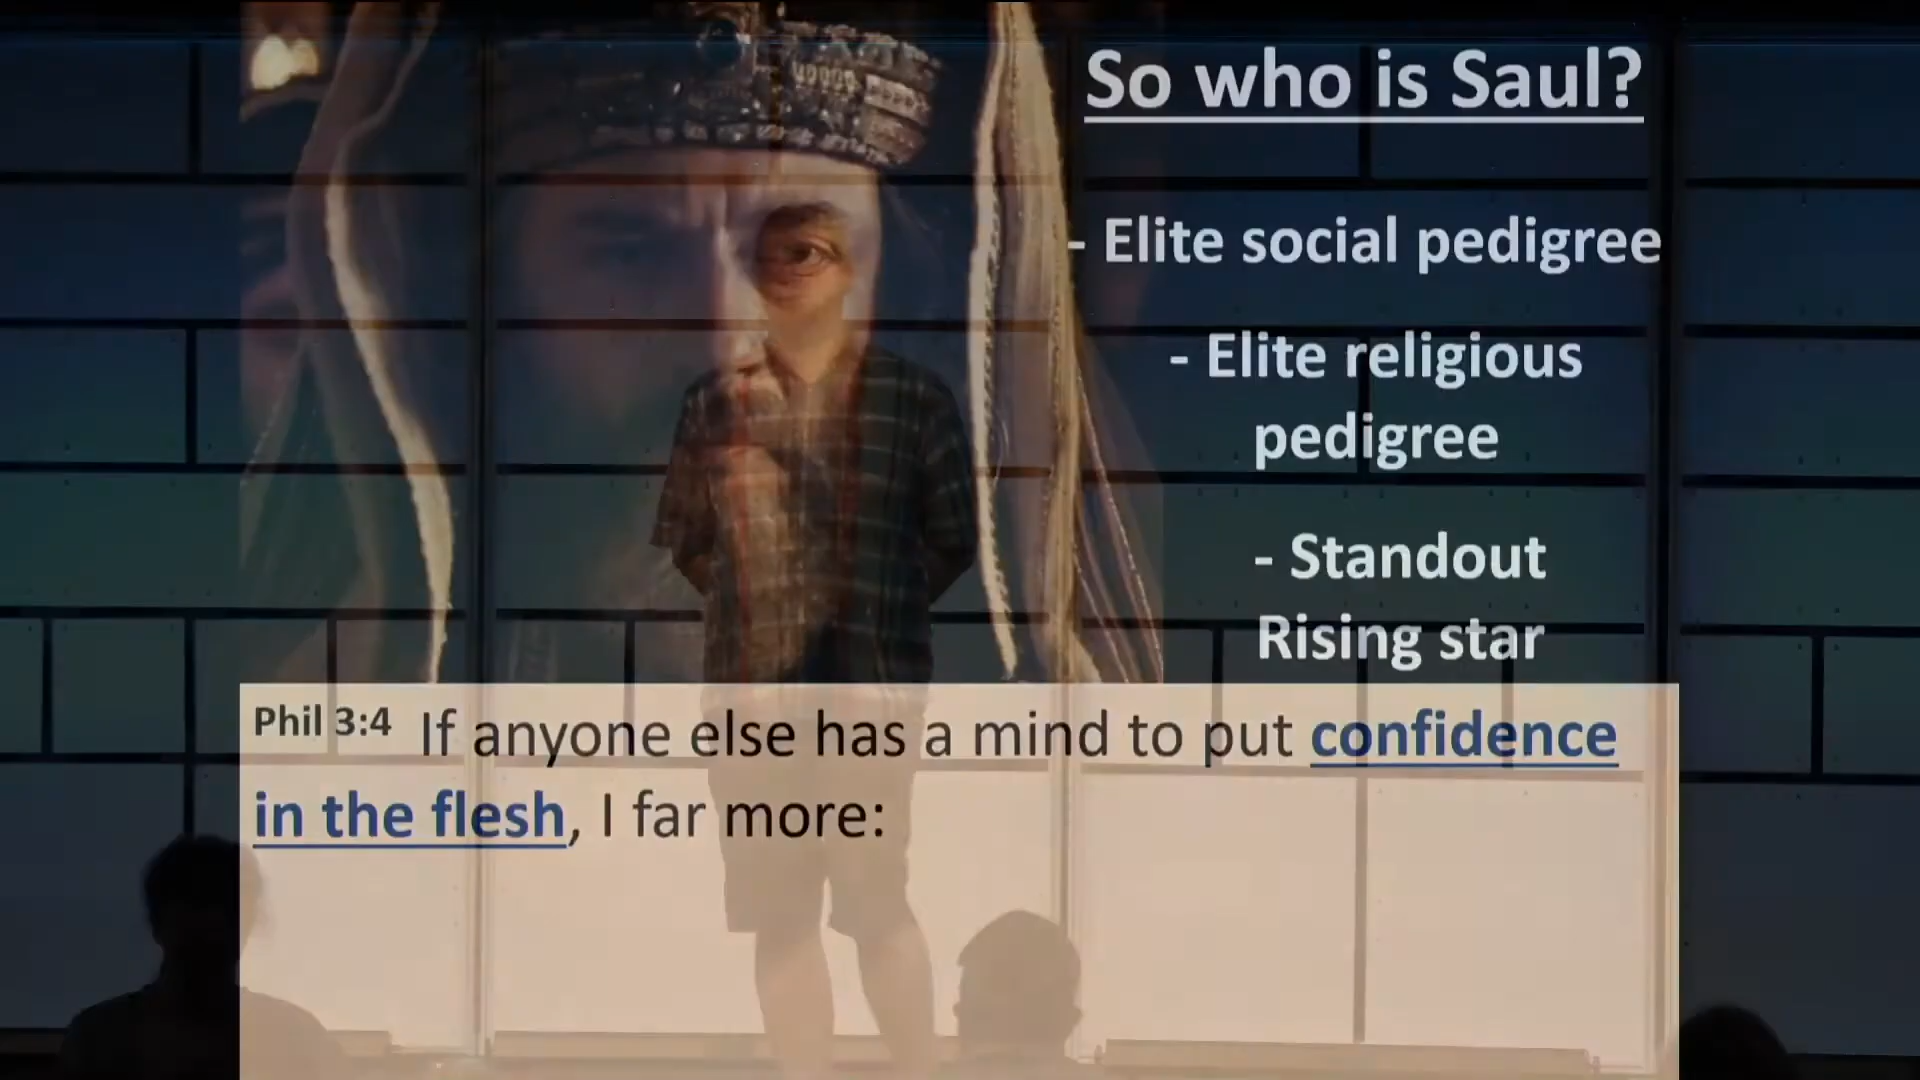 So who is Saul?
- Elite social pedigree
- Elite religious
pedigree
- Standout
Rising star
Phil 3:4 If anyone else has a mind to put confidence
in the flesh, I far more: